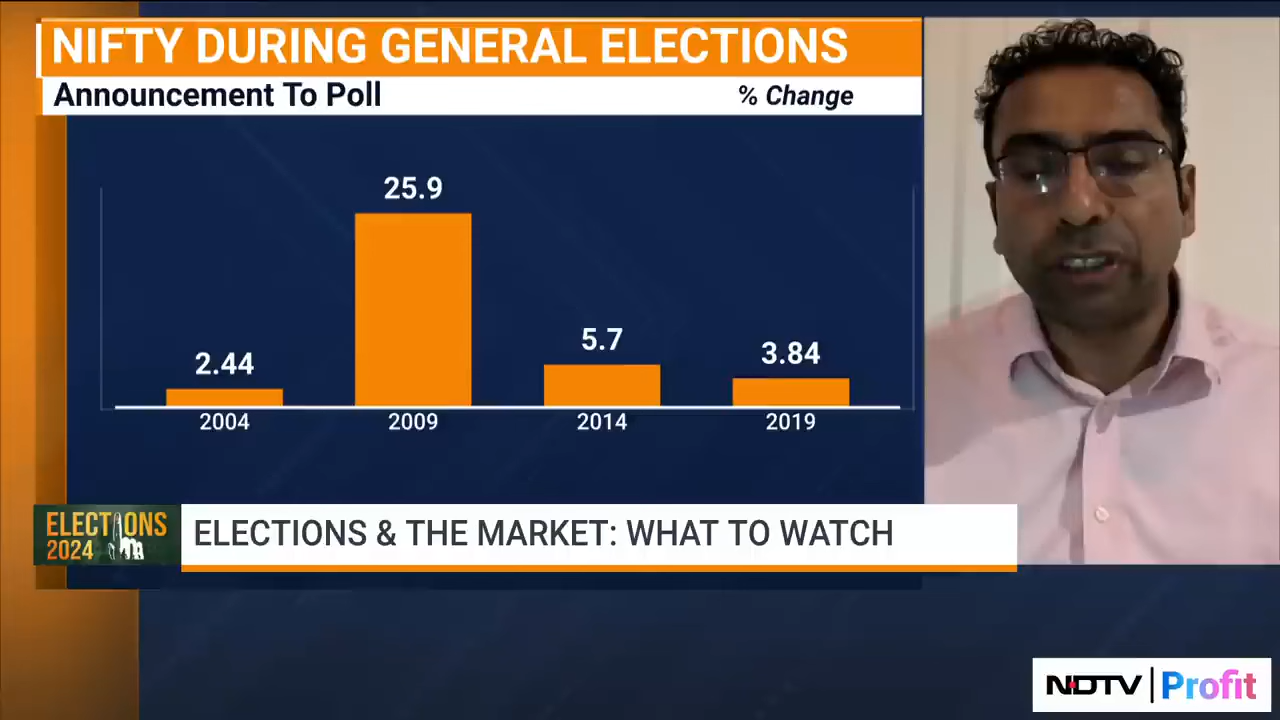 NIFTY DURING GENERAL ELECTIONS
Announcement To Poll
% Change
25.9
5.7
3.84
2.44
2004
2009
2014
2019
ELECTIONS
2024
ELECTIONS & THE MARKET: WHAT TO WATCH
NDTV Profit